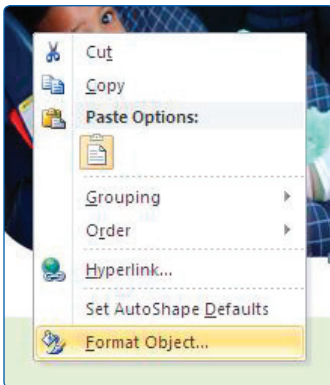 Cut
Copy
Paste Options:
Grouping
Order
Hyperlink...
Set AutoShape Defaults
Format Object...